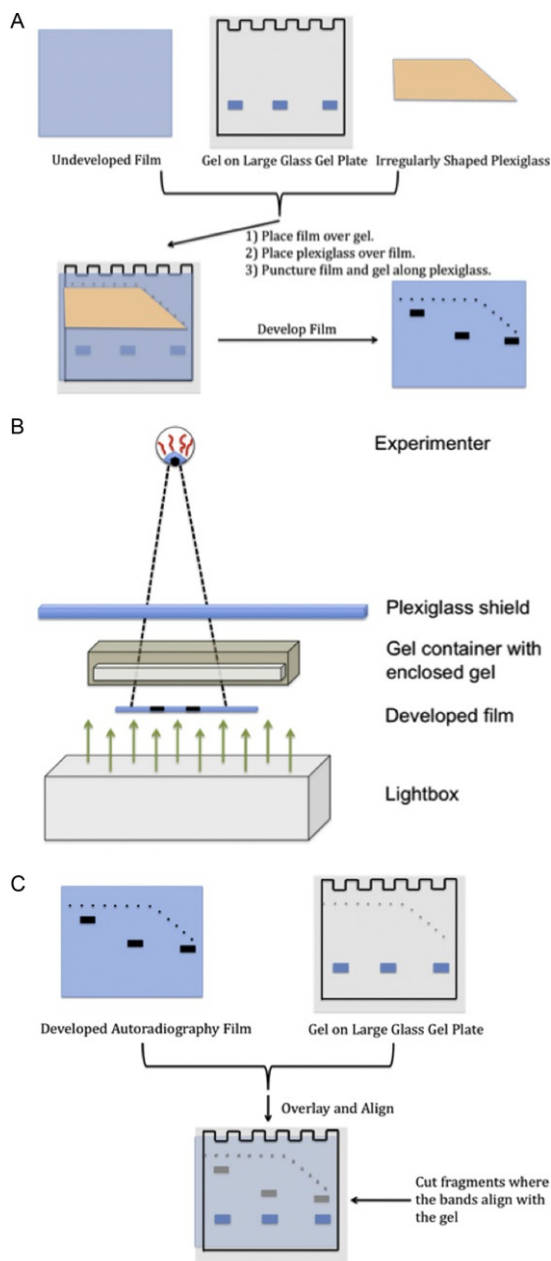 A
Undeveloped Film
Gel on Large Glass Gel Plate
Irregularly Shaped Plexiglass
1) Place film over gel.
2) Place plexiglass over film.
3) Puncture film and gel along plexiglass.
Develop Film
B
Experimenter
Plexiglass shield
Gel container with
enclosed gel
Developed film
Lightbox
C
Developed Autoradiography Film
Gel on Large Glass Gel Plate
Overlay and Align
Cut fragments where
the bands align with
the gel